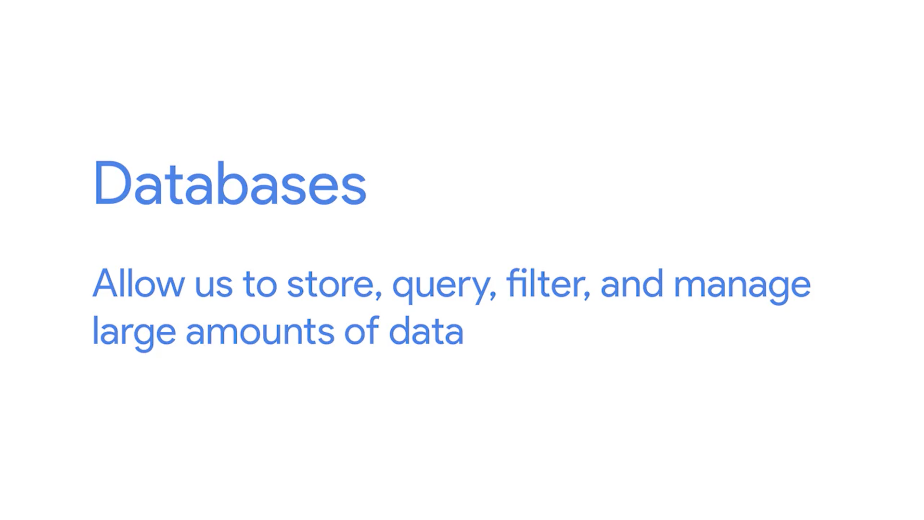 Databases
Allow us to store, query, filter, and manage
large amounts of data